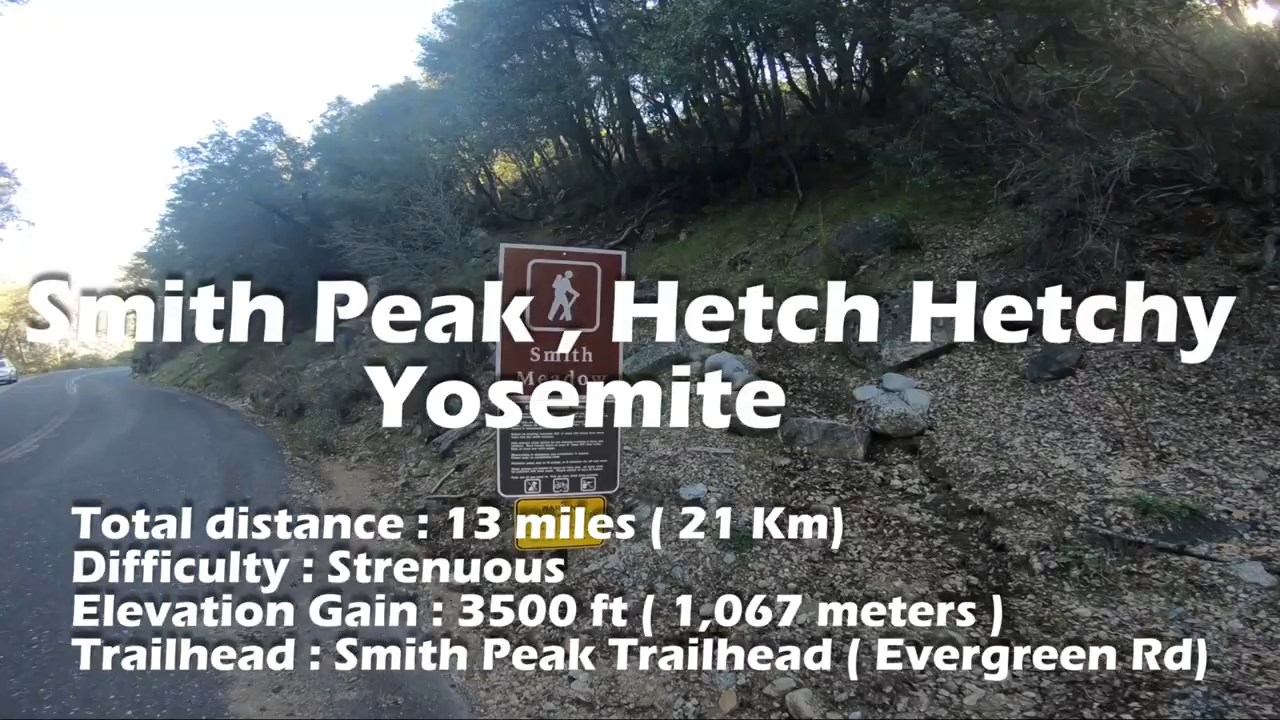 Smith Peak , Hetch Hetchy
Yosemite
Smith
Meadow
Total distance : 13 miles ( 21 Km)
Difficulty : Strenuous
Elevation Gain : 3500 ft ( 1,067 meters )
Trailhead : Smith Peak Trailhead ( Evergreen Rd)